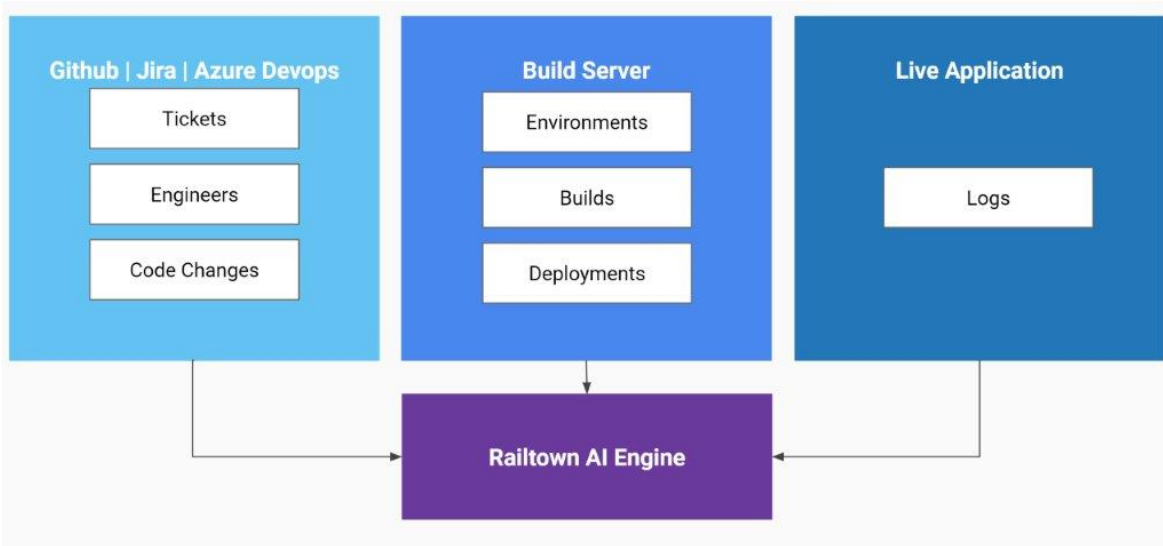 Github | Jira | Azure Devops
Tickets
Engineers
Code Changes
Build Server
Environments
Builds
Deployments
Live Application
Logs
Railtown AI Engine